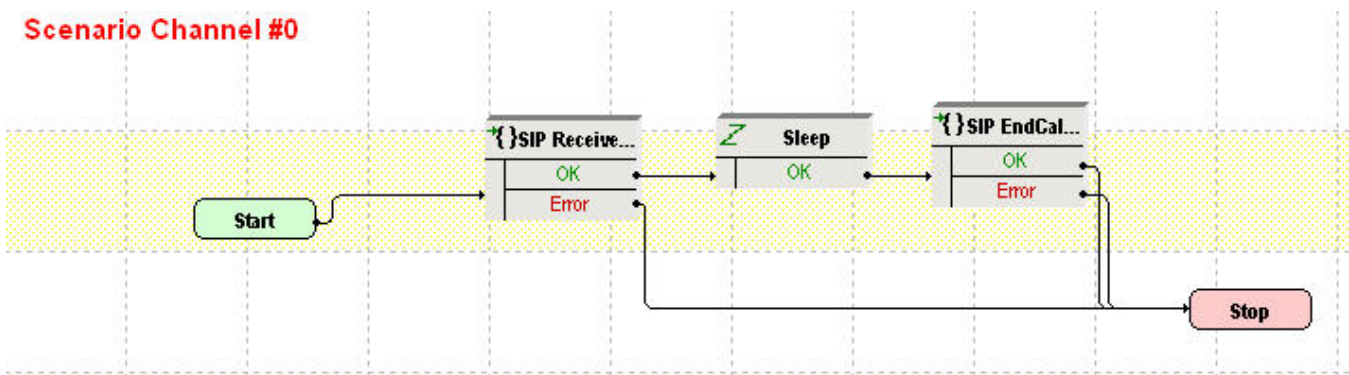 Scenario Channel #0
{}SIP Receive...
OK
Error
Z Sleep
OK
{}SIP EndCal...
OK
Error
Start
Stop